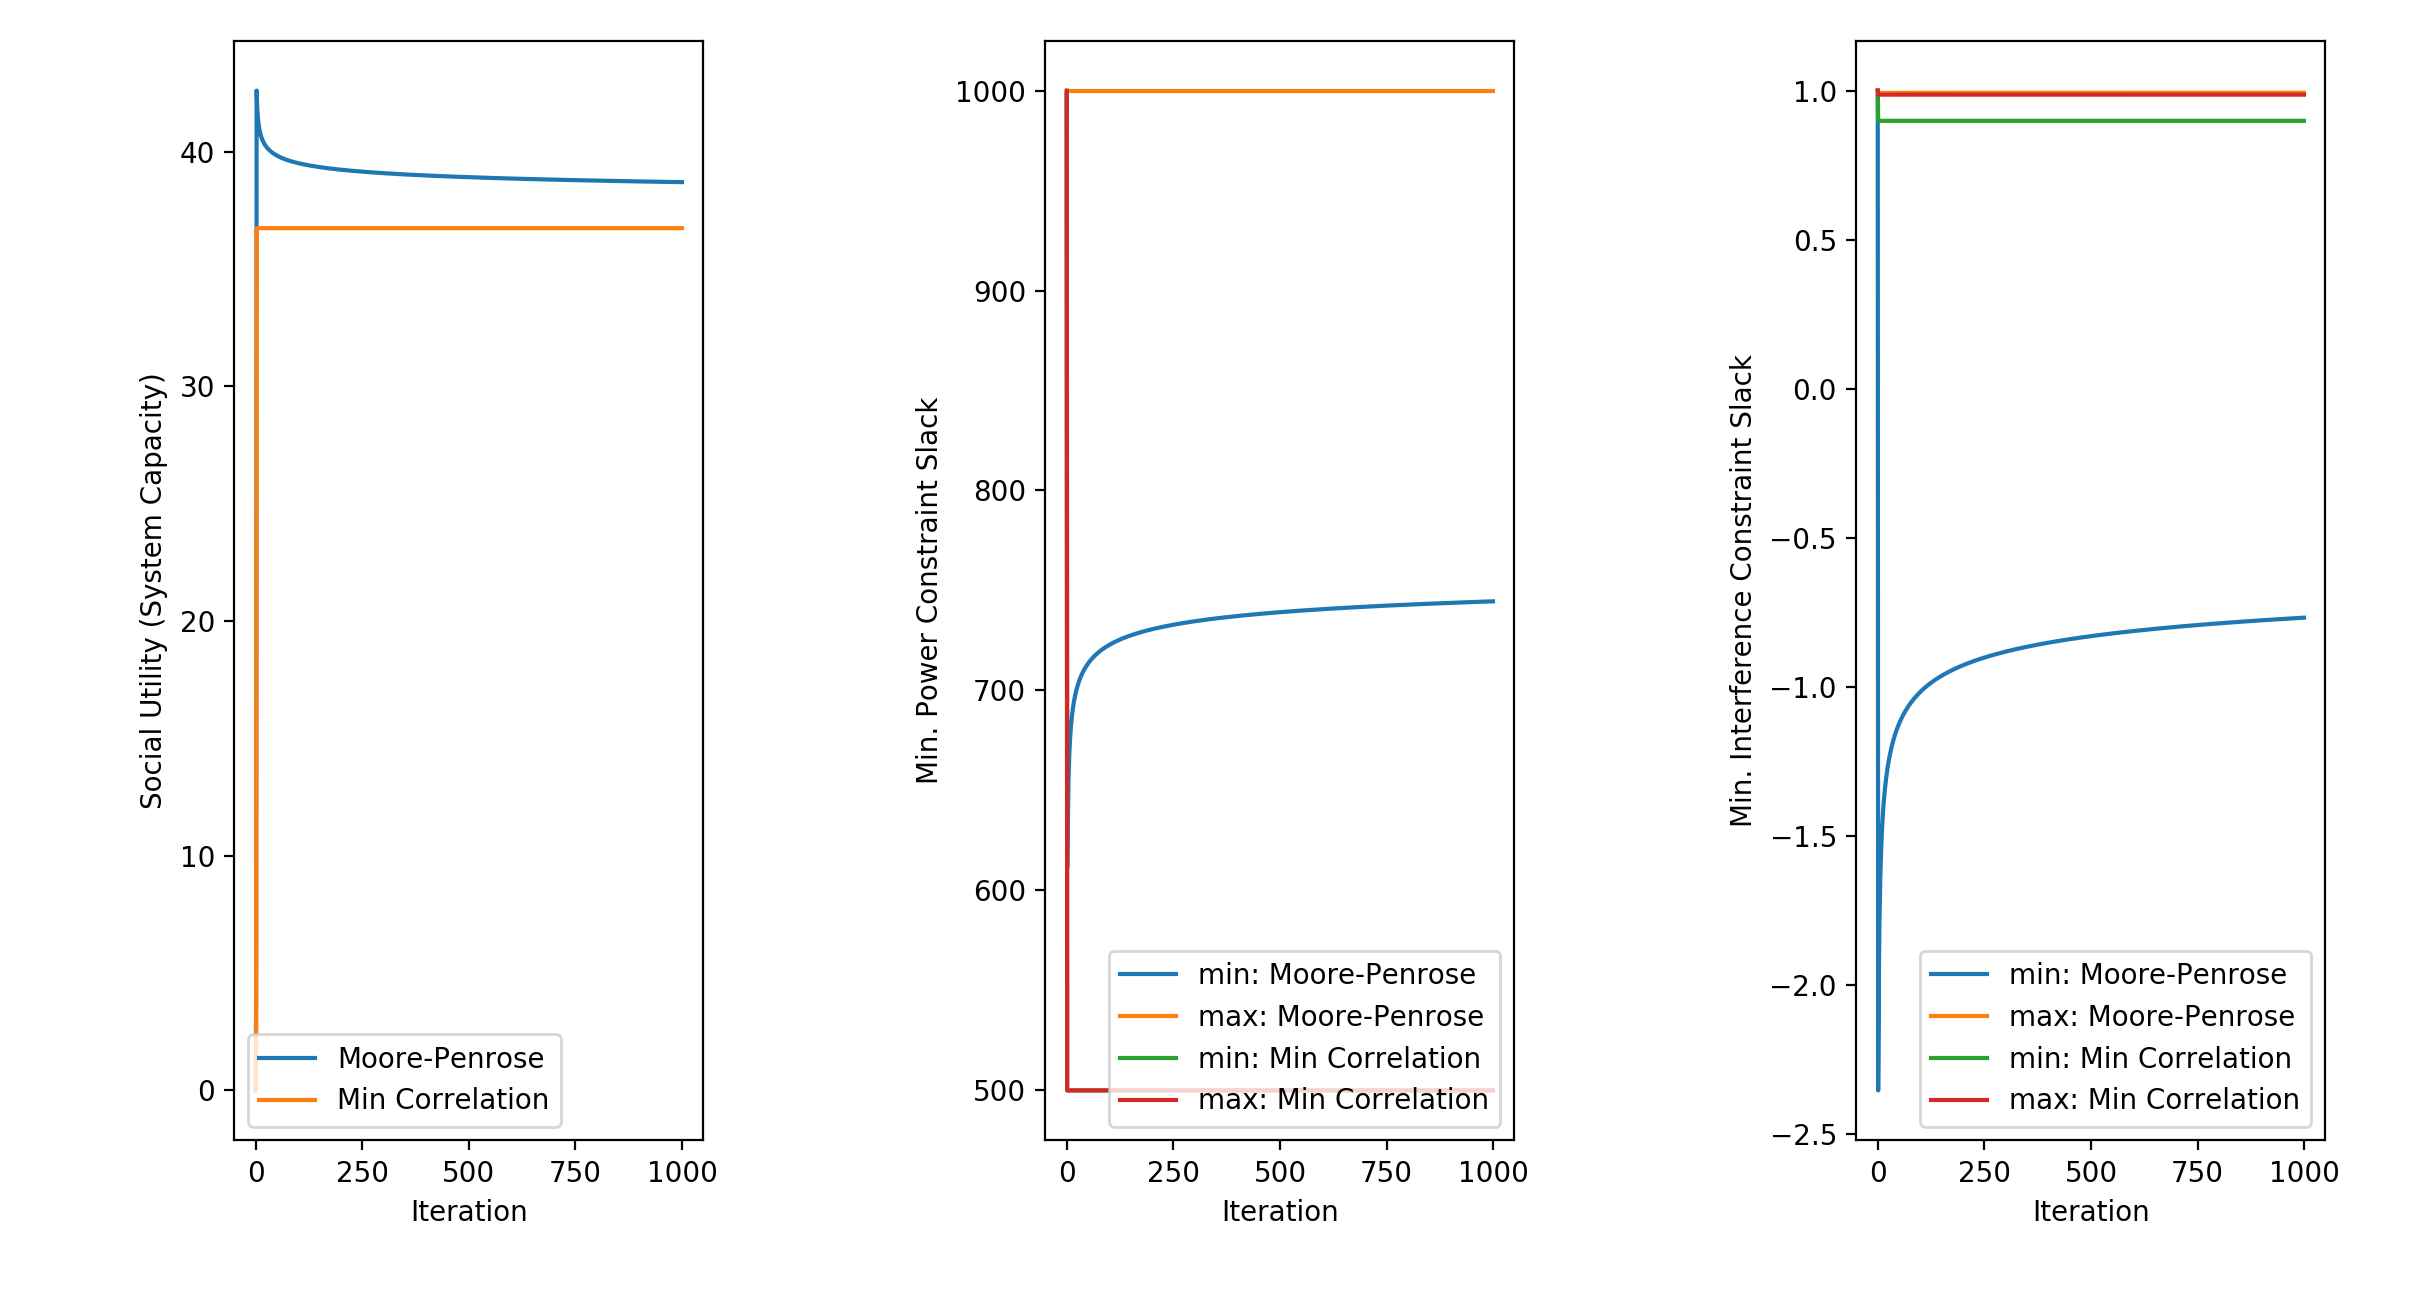 Social Utility (System Capacity)
40
30
20
10
0
Moore-Penrose
Min Correlation
0 250 500 750 1000
Iteration
Min. Power Constraint Slack
1000
900
800
700
600
500
min: Moore-Penrose
max: Moore-Penrose
min: Min Correlation
max: Min Correlation
0 250 500 750 1000
Iteration
Min. Interference Constraint Slack
1.0
0.5
0.0
−0.5
−1.0
−1.5
−2.0
−2.5
min: Moore-Penrose
max: Moore-Penrose
min: Min Correlation
max: Min Correlation
0 250 500 750 1000
Iteration